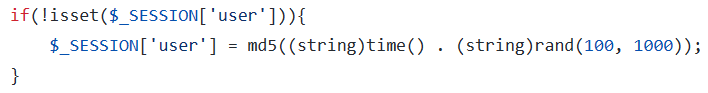 if(!isset($_SESSION['user'])){
    $_SESSION['user'] = md5((string)time() . (string)rand(100, 1000));
}